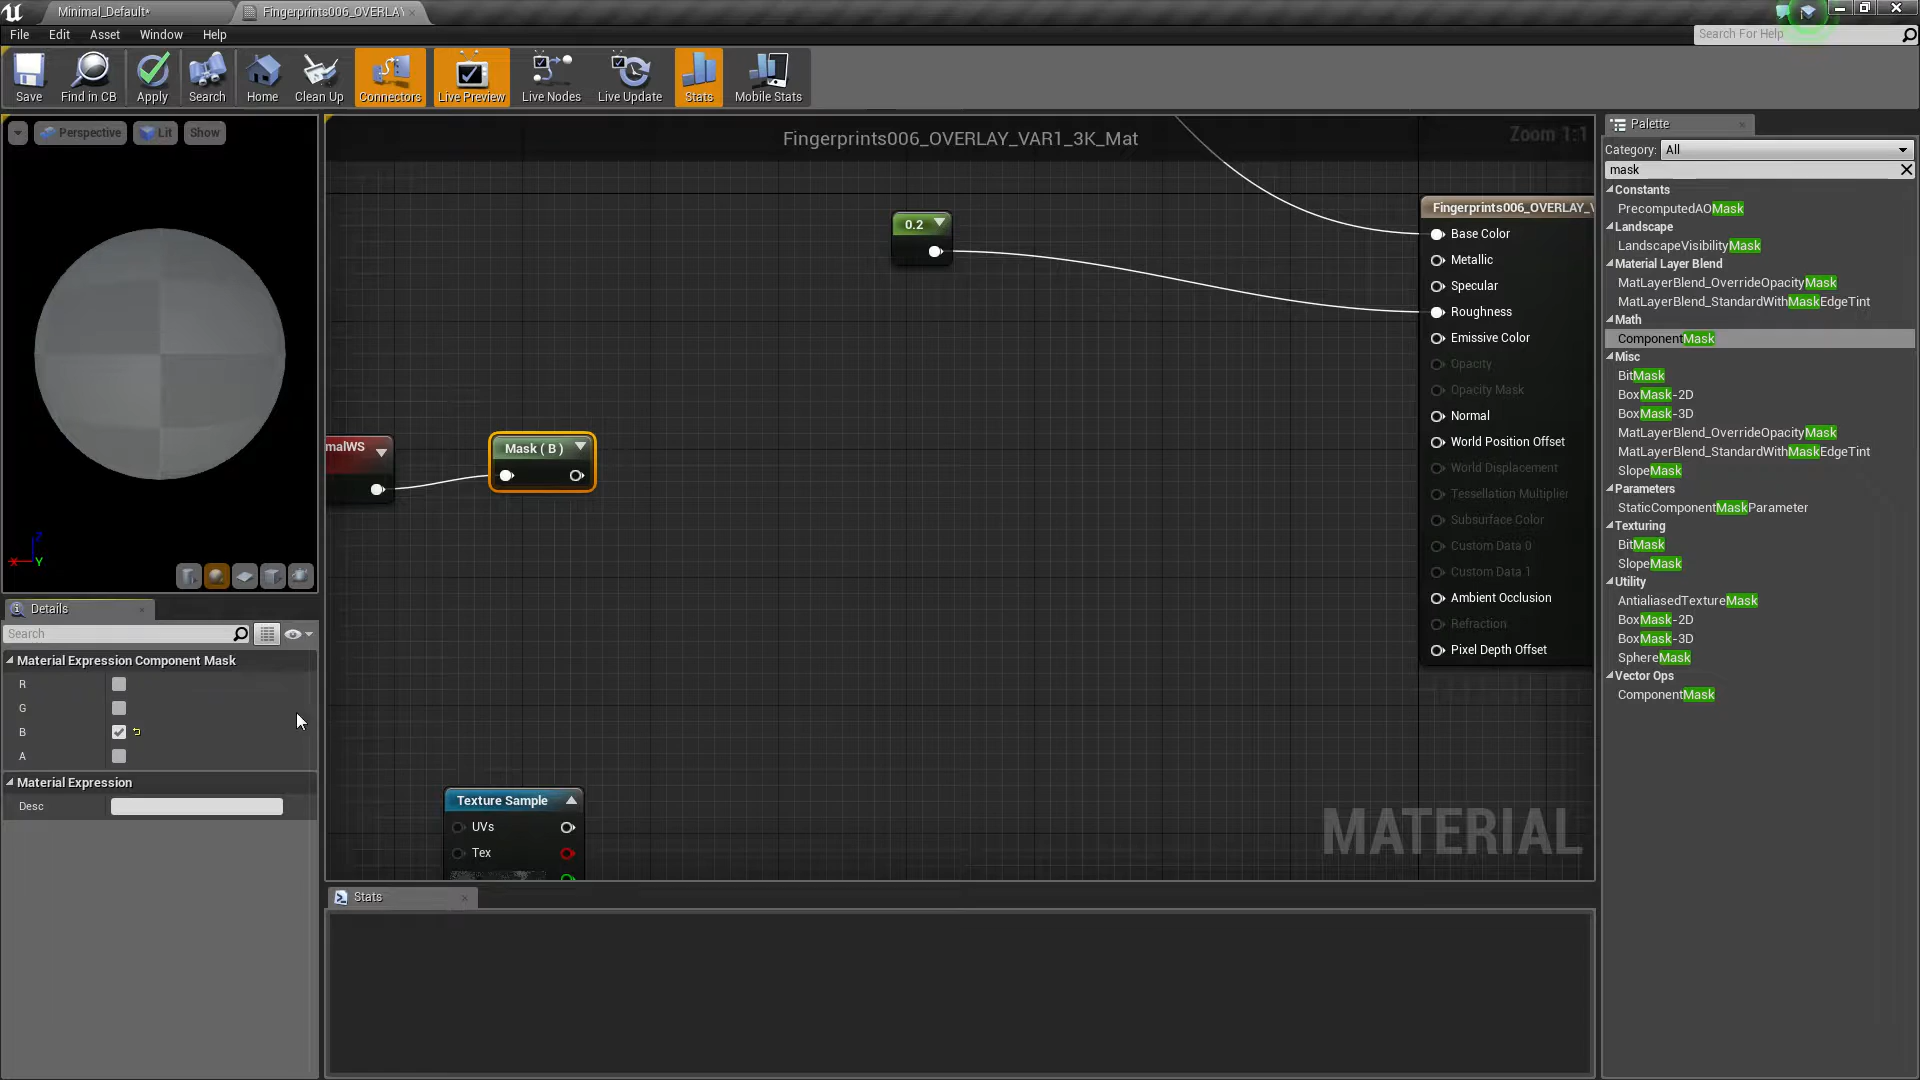 Minimal_Default*
Fingerprints006_OVERLAY
File Edit Asset Window Help
Search For Help
Save Find in CB Apply Search Home Clean Up Connectors Live Preview Live Nodes Live Update Stats Mobile Stats
Perspective Lit Show
Fingerprints006_OVERLAY_VAR1_3K_Mat
Zoom 1:1
Palette
Category: All
mask
Constants
PrecomputedAOMask
Landscape
LandscapeVisibilityMask
Material Layer Blend
MatLayerBlend_OverrideOpacityMask
MatLayerBlend_StandardWithMaskEdgeTint
Math
ComponentMask
Misc
BitMask
BoxMask-2D
BoxMask-3D
MatLayerBlend_OverrideOpacityMask
MatLayerBlend_StandardWithMaskEdgeTint
SlopeMask
Parameters
StaticComponentMaskParameter
Texturing
BitMask
SlopeMask
Utility
AntialiasedTextureMask
BoxMask-2D
BoxMask-3D
SphereMask
Vector Ops
ComponentMask
0.2
Fingerprints006_OVERLAY_V
Base Color
Metallic
Specular
Roughness
Emissive Color
Opacity
Opacity Mask
Normal
World Position Offset
World Displacement
Tessellation Multiplier
Subsurface Color
Custom Data 0
Custom Data 1
Ambient Occlusion
Refraction
Pixel Depth Offset
malWS
Mask ( B )
Texture Sample
UVs
Tex
MATERIAL
Z
X Y
Details
Search
Material Expression Component Mask
R
G
B
A
Material Expression
Desc
Stats